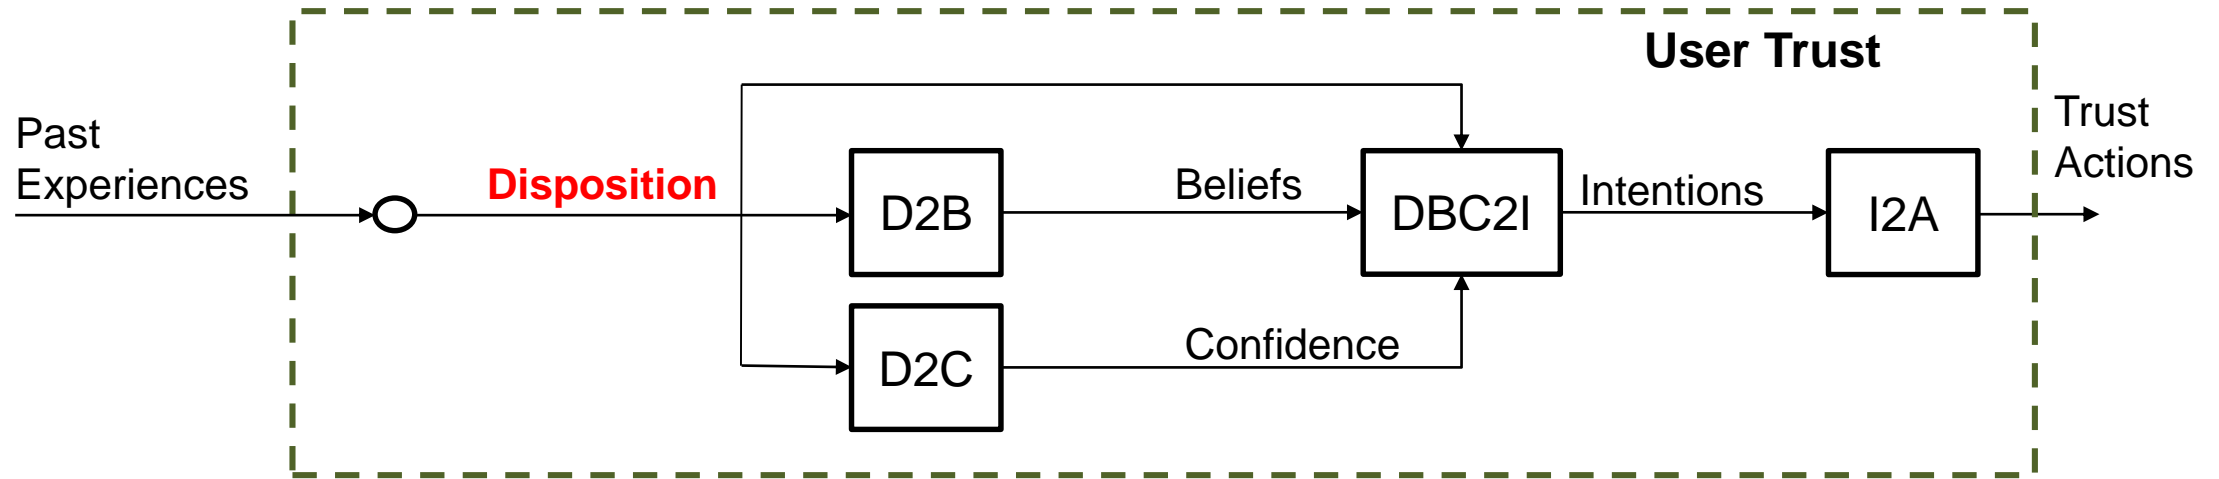 User Trust
Past
Experiences
Disposition
D2B
Beliefs
DBC2I
Intentions
I2A
Trust
Actions
D2C
Confidence